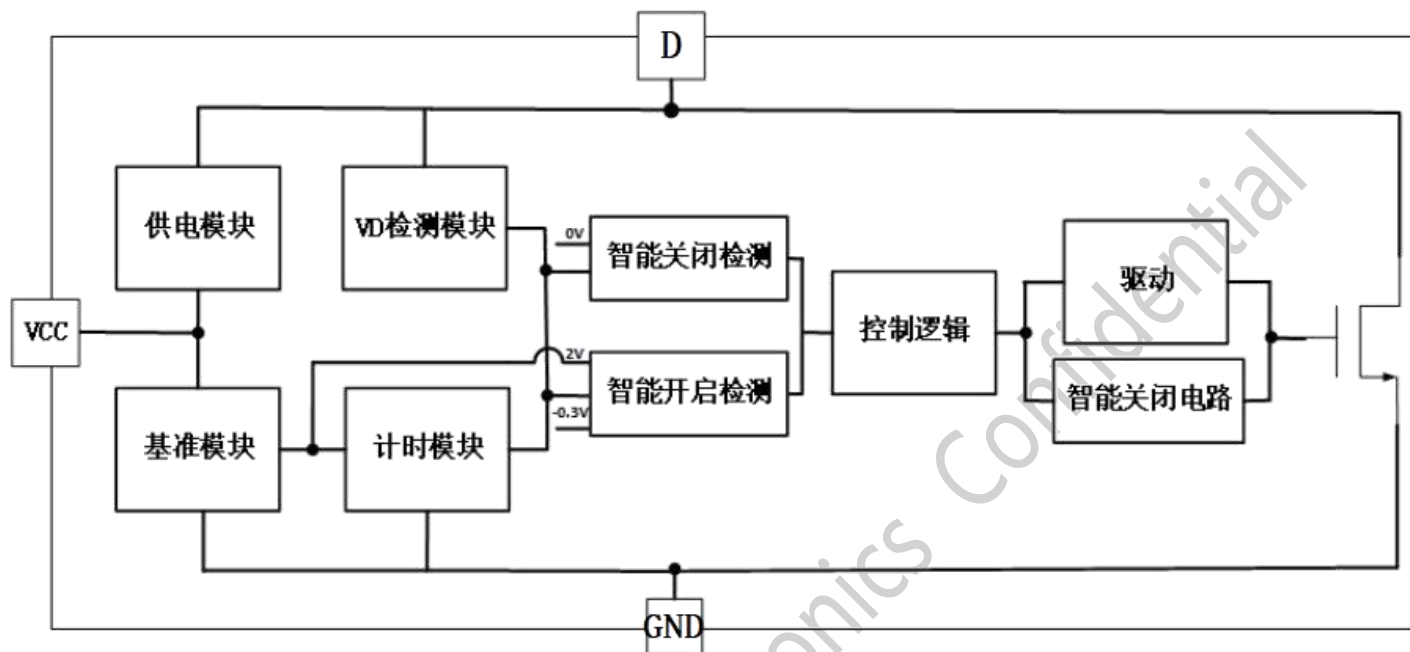 D
供电模块
VD检测模块
0V
智能关闭检测
驱动
VCC
控制逻辑
2V
智能开启检测
-0.3V
智能关闭电路
基准模块
计时模块
GND
onics Confidential